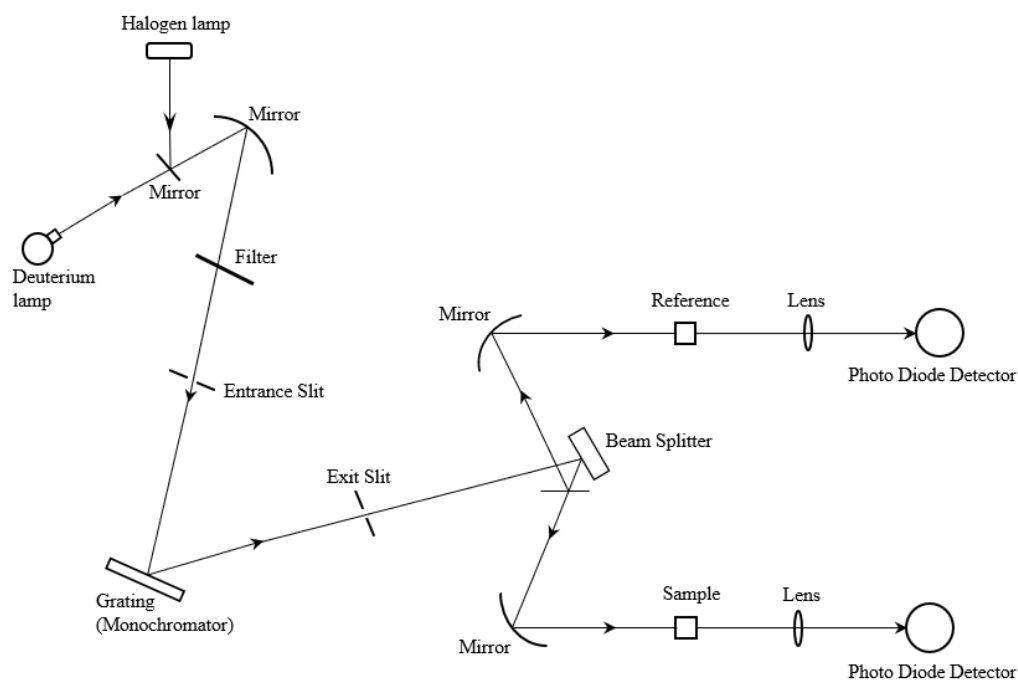 Halogen lamp
Mirror
Mirror
Deuterium
lamp
Filter
Entrance Slit
Grating
(Monochromator)
Exit Slit
Beam Splitter
Mirror
Reference
Lens
Photo Diode Detector
Mirror
Sample
Lens
Photo Diode Detector